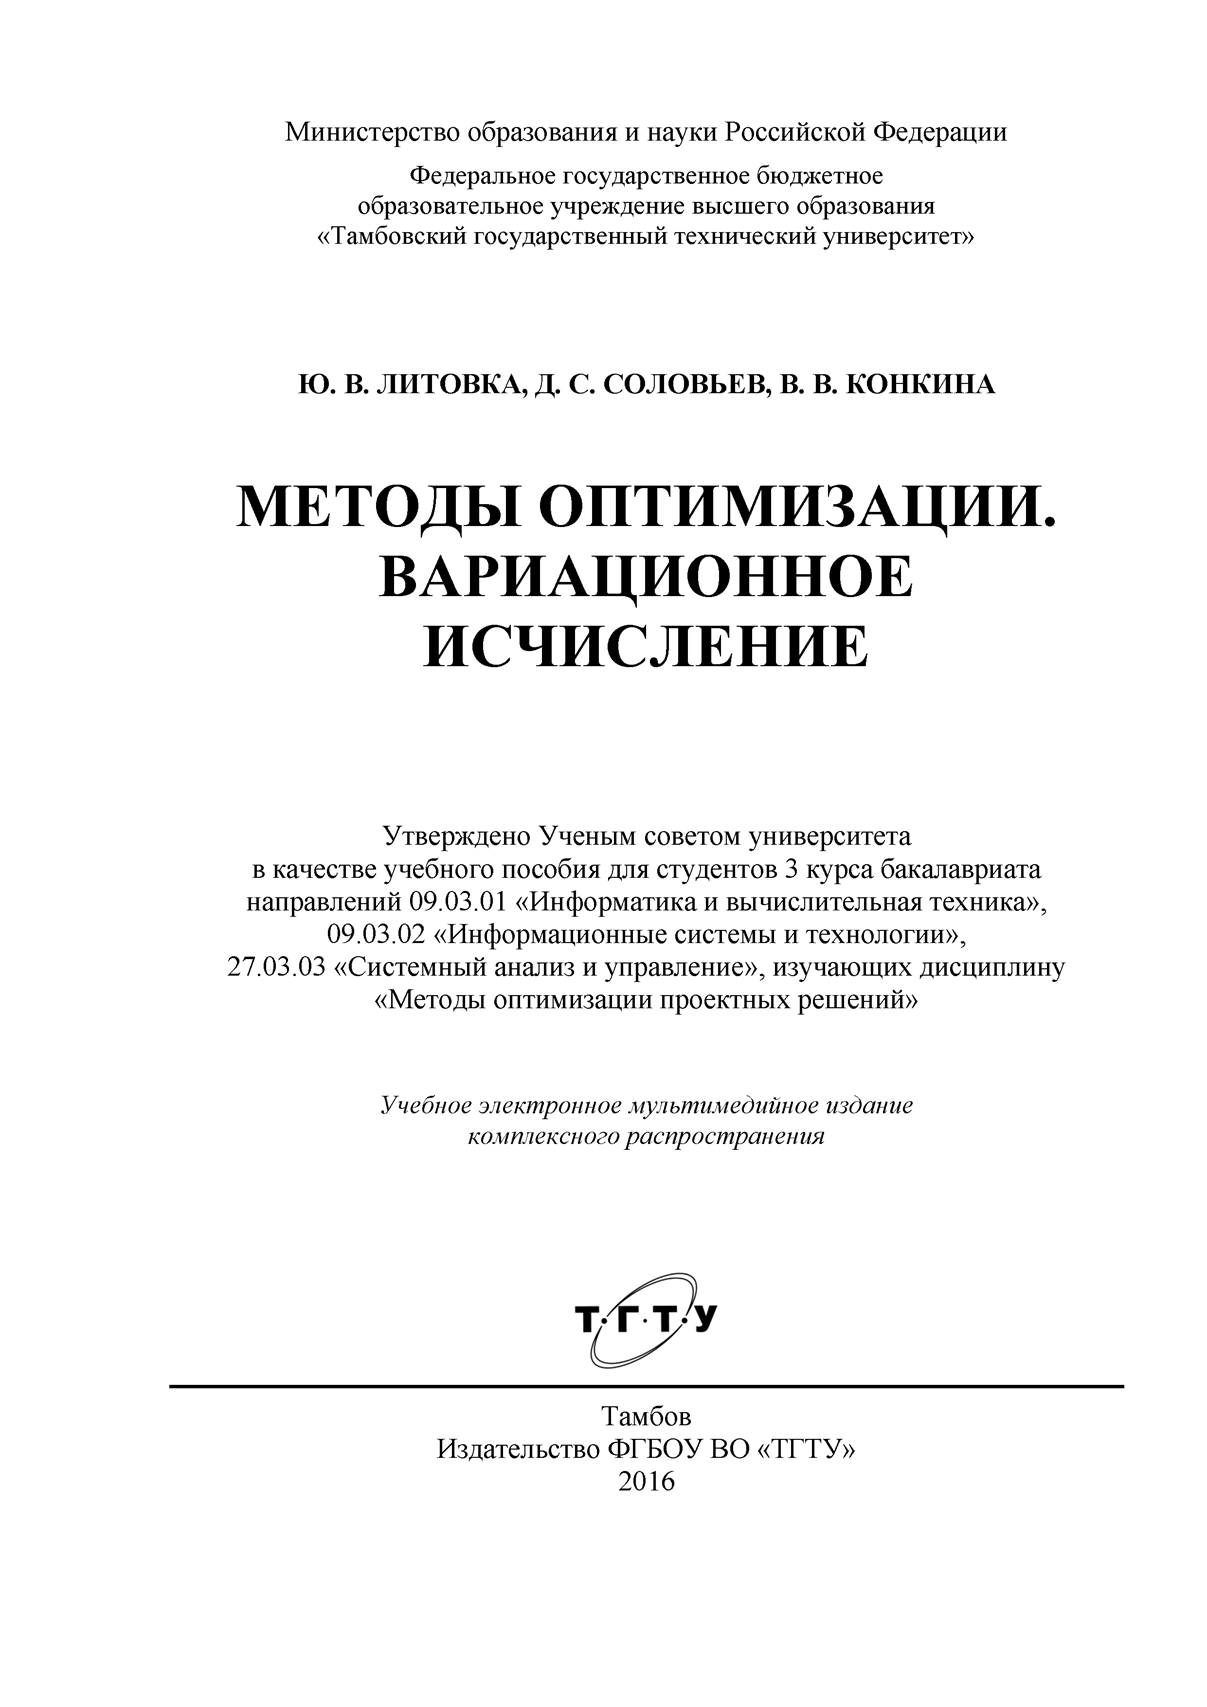 Министерство образования и науки Российской Федерации
Федеральное государственное бюджетное
образовательное учреждение высшего образования
«Тамбовский государственный технический университет»
Ю. В. ЛИТОВКА, Д. С. СОЛОВЬЕВ, В. В. КОНКИНА
МЕТОДЫ ОПТИМИЗАЦИИ.
ВАРИАЦИОННОЕ
ИСЧИСЛЕНИЕ
Утверждено Ученым советом университета
в качестве учебного пособия для студентов 3 курса бакалавриата
направлений 09.03.01 «Информатика и вычислительная техника»,
09.03.02 «Информационные системы и технологии»,
27.03.03 «Системный анализ и управление», изучающих дисциплину
«Методы оптимизации проектных решений»
Учебное электронное мультимедийное издание
комплексного распространения
Т·Г·Т·У
Тамбов
Издательство ФГБОУ ВО «ТГТУ»
2016